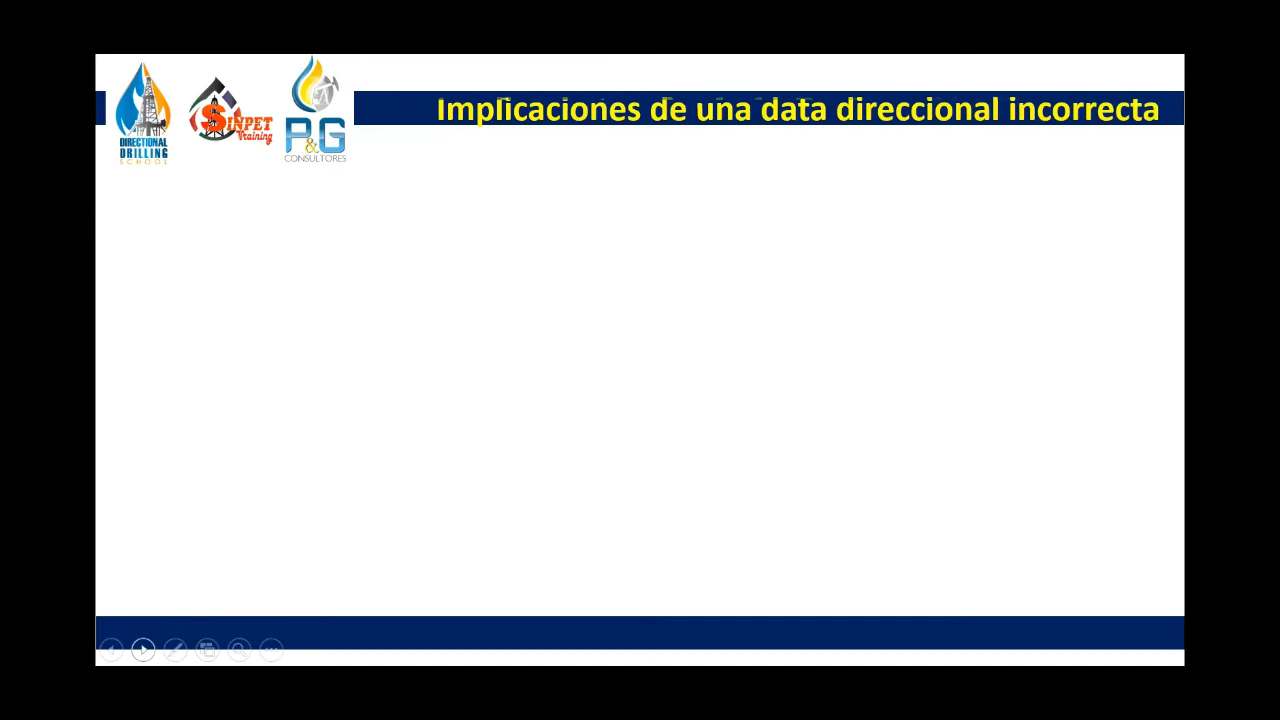 Implicaciones de una data direccional incorrecta
DIRECTIONAL
DRILLING
SCHOOL
SINPET
Training
P&G
CONSULTORES